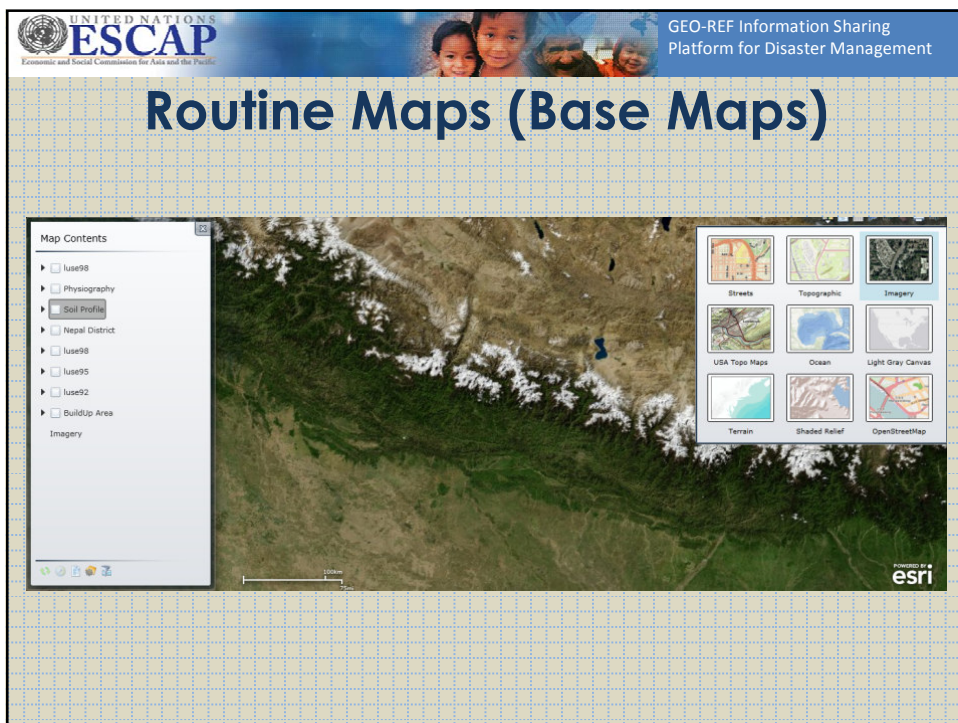 UNITED NATIONS
ESCAP
Economic and Social Commission for Asia and the Pacific
GEO-REF Information Sharing
Platform for Disaster Management
Routine Maps (Base Maps)
Map Contents
luse98
Physiography
Soil Profile
Nepal District
luse98
luse95
luse92
BuildUp Area
Imagery
Streets
Topographic
Imagery
USA Topo Maps
Ocean
Light Gray Canvas
Terrain
Shaded Relief
OpenStreetMap
100km
POWERED BY
esri